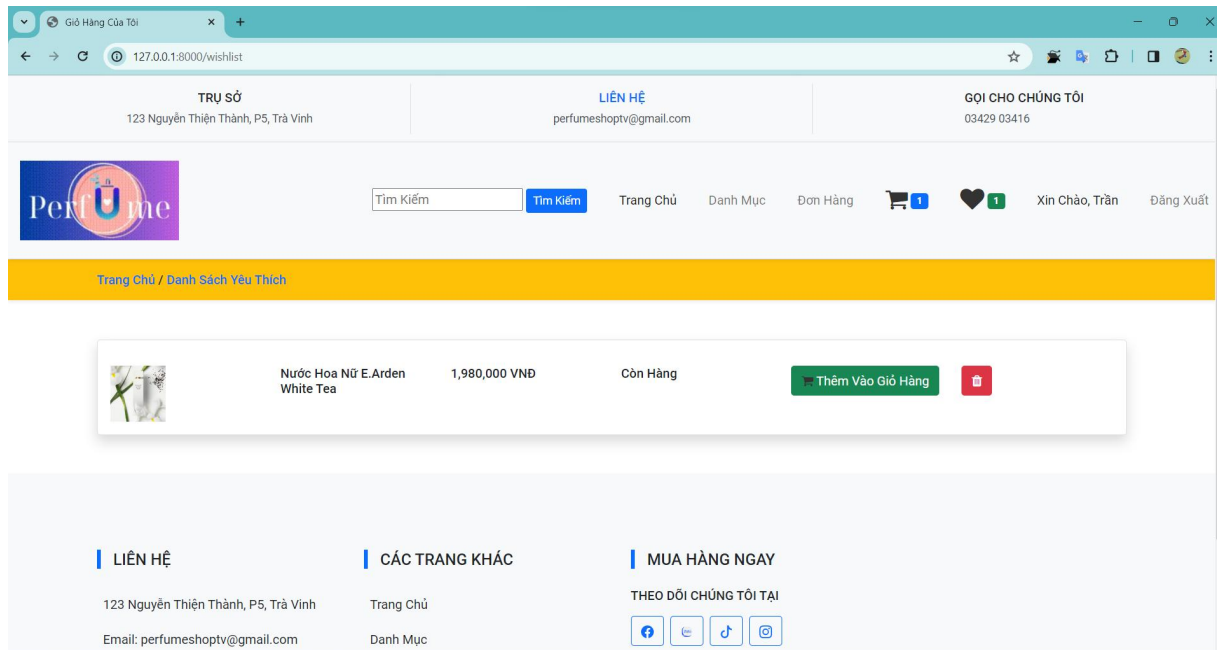 Giỏ Hàng Của Tôi
127.0.0.1:8000/wishlist
TRỤ SỞ
123 Nguyễn Thiện Thành, P5, Trà Vinh
LIÊN HỆ
perfumeshoptv@gmail.com
GỌI CHO CHÚNG TÔI
03429 03416
PerfUme
Tìm Kiếm Tìm Kiếm Trang Chủ Danh Mục Đơn Hàng 1 1 Xin Chào, Trần Đăng Xuất
Trang Chủ / Danh Sách Yêu Thích
Nước Hoa Nữ E.Arden 1,980,000 VNĐ Còn Hàng Thêm Vào Giỏ Hàng
White Tea
LIÊN HỆ
123 Nguyễn Thiện Thành, P5, Trà Vinh
Email: perfumeshoptv@gmail.com
CÁC TRANG KHÁC
Trang Chủ
Danh Mục
MUA HÀNG NGAY
THEO DÕI CHÚNG TÔI TẠI